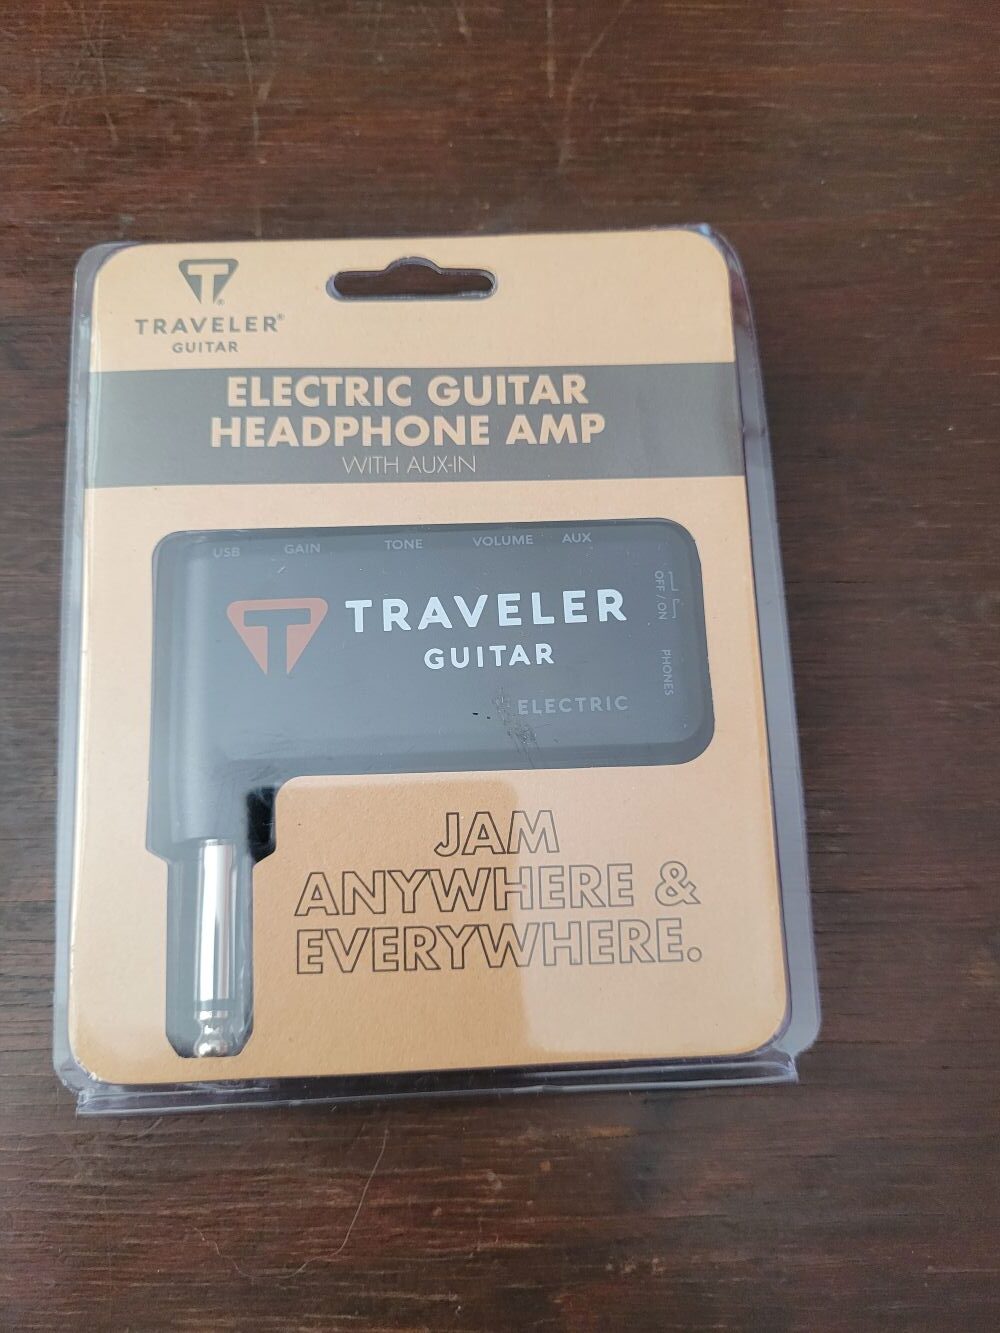 TRAVELER®
GUITAR
ELECTRIC GUITAR
HEADPHONE AMP
WITH AUX-IN
USB GAIN TONE VOLUME AUX
OFF / ON
PHONES
TRAVELER
GUITAR
ELECTRIC
JAM
ANYWHERE &
EVERYWHERE.